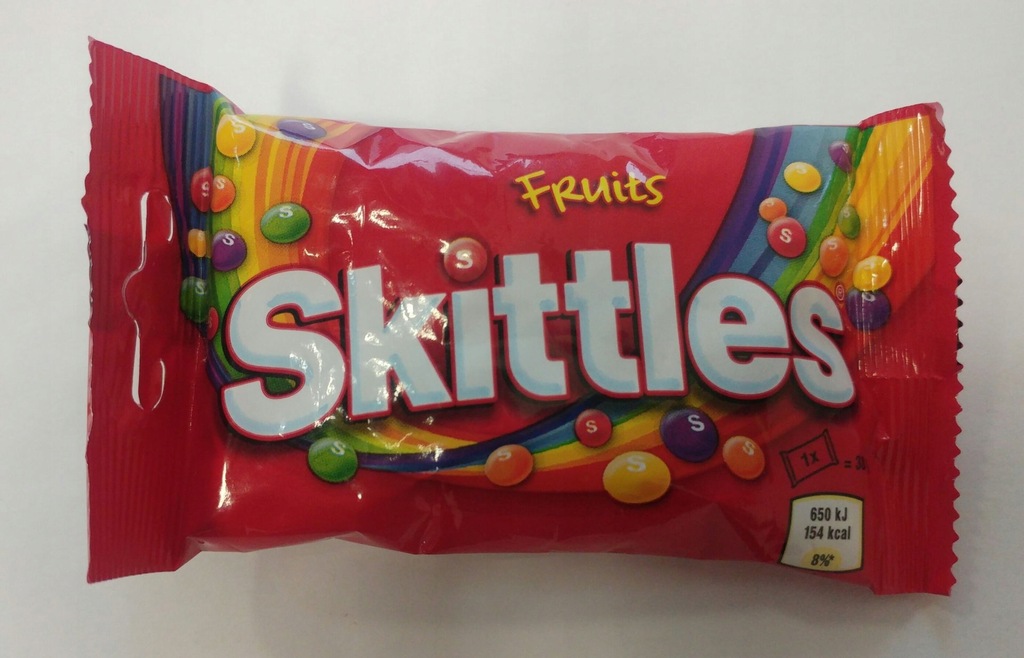 Fruits
Skittles®
1x =
650 kJ
154 kcal
8%*